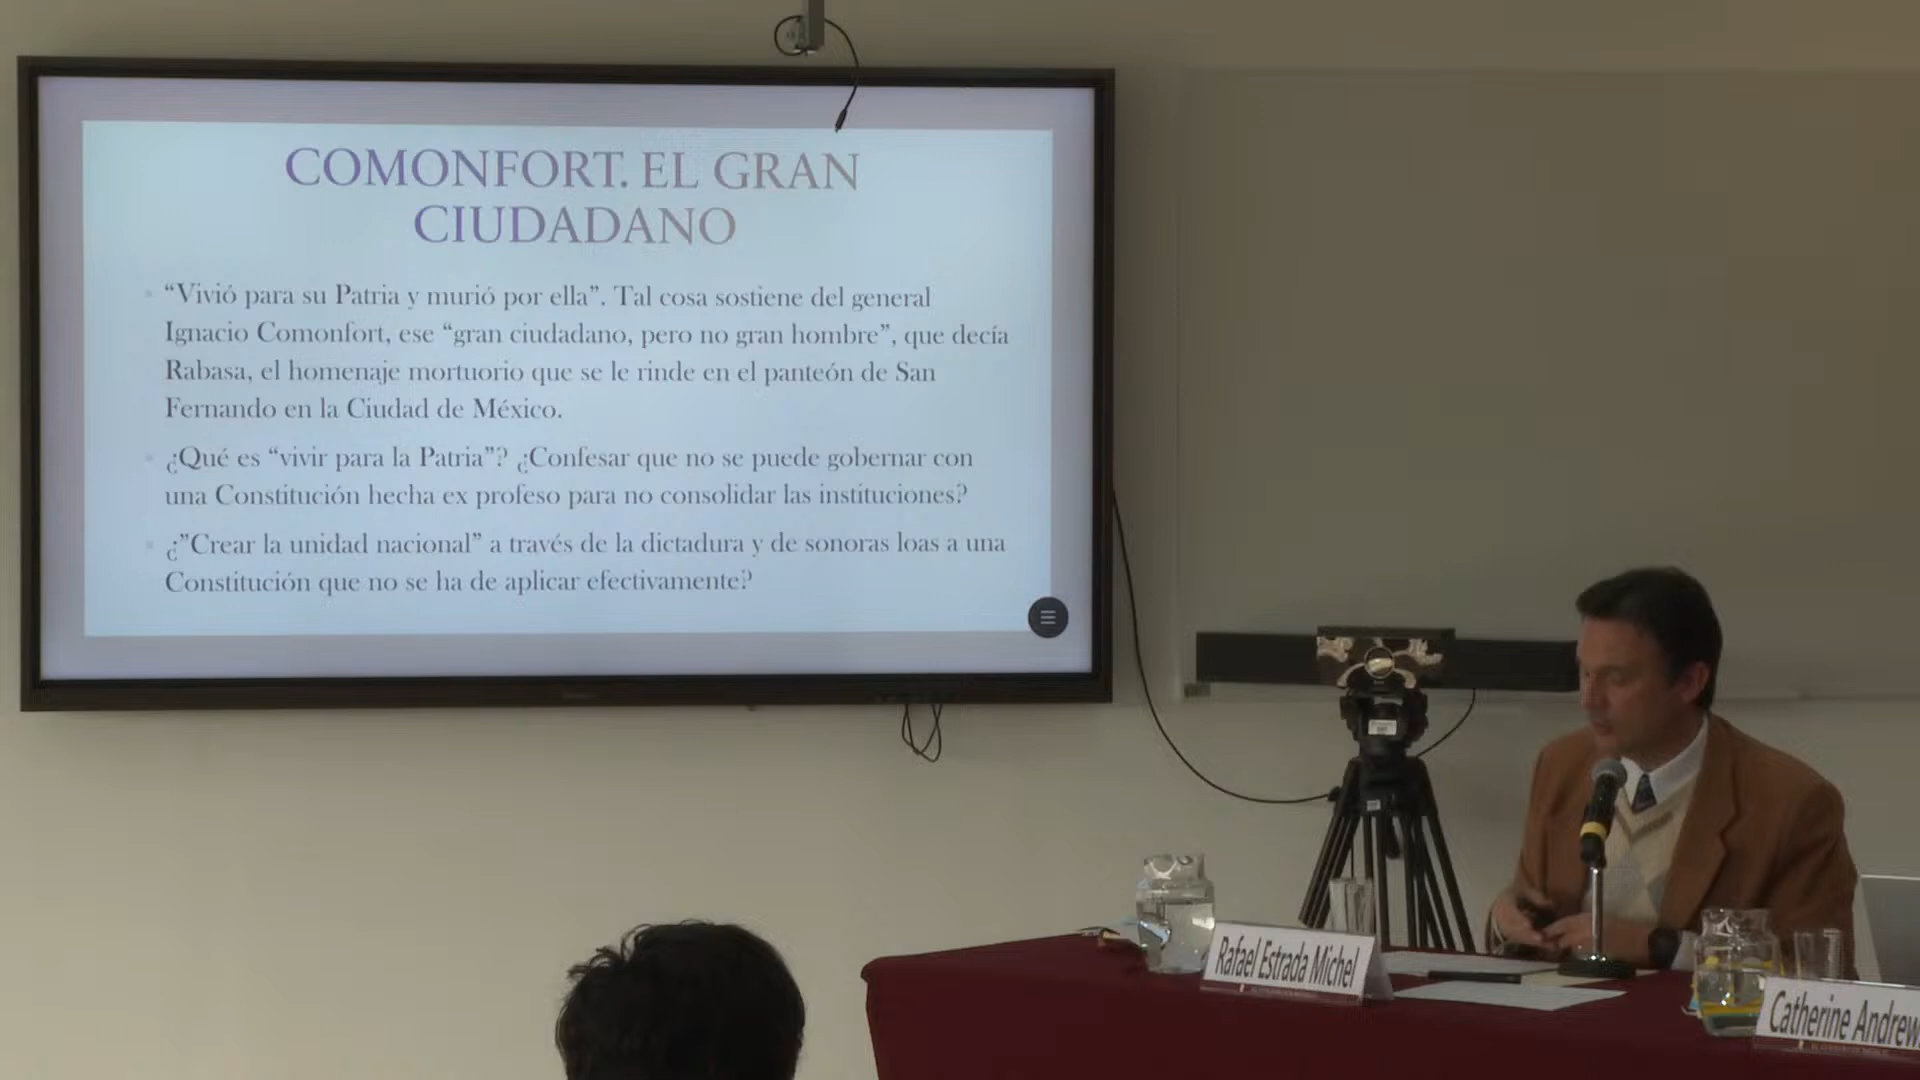 COMONFORT. EL GRAN
CIUDADANO
“Vivió para su Patria y murió por ella”. Tal cosa sostiene del general
Ignacio Comonfort, ese “gran ciudadano, pero no gran hombre”, que decía
Rabasa, el homenaje mortuorio que se le rinde en el panteón de San
Fernando en la Ciudad de México.
¿Qué es “vivir para la Patria”? ¿Confesar que no se puede gobernar con
una Constitución hecha ex profeso para no consolidar las instituciones?
¿”Crear la unidad nacional” a través de la dictadura y de sonoras loas a una
Constitución que no se ha de aplicar efectivamente?
Rafael Estrada Michel
Catherine Andrew